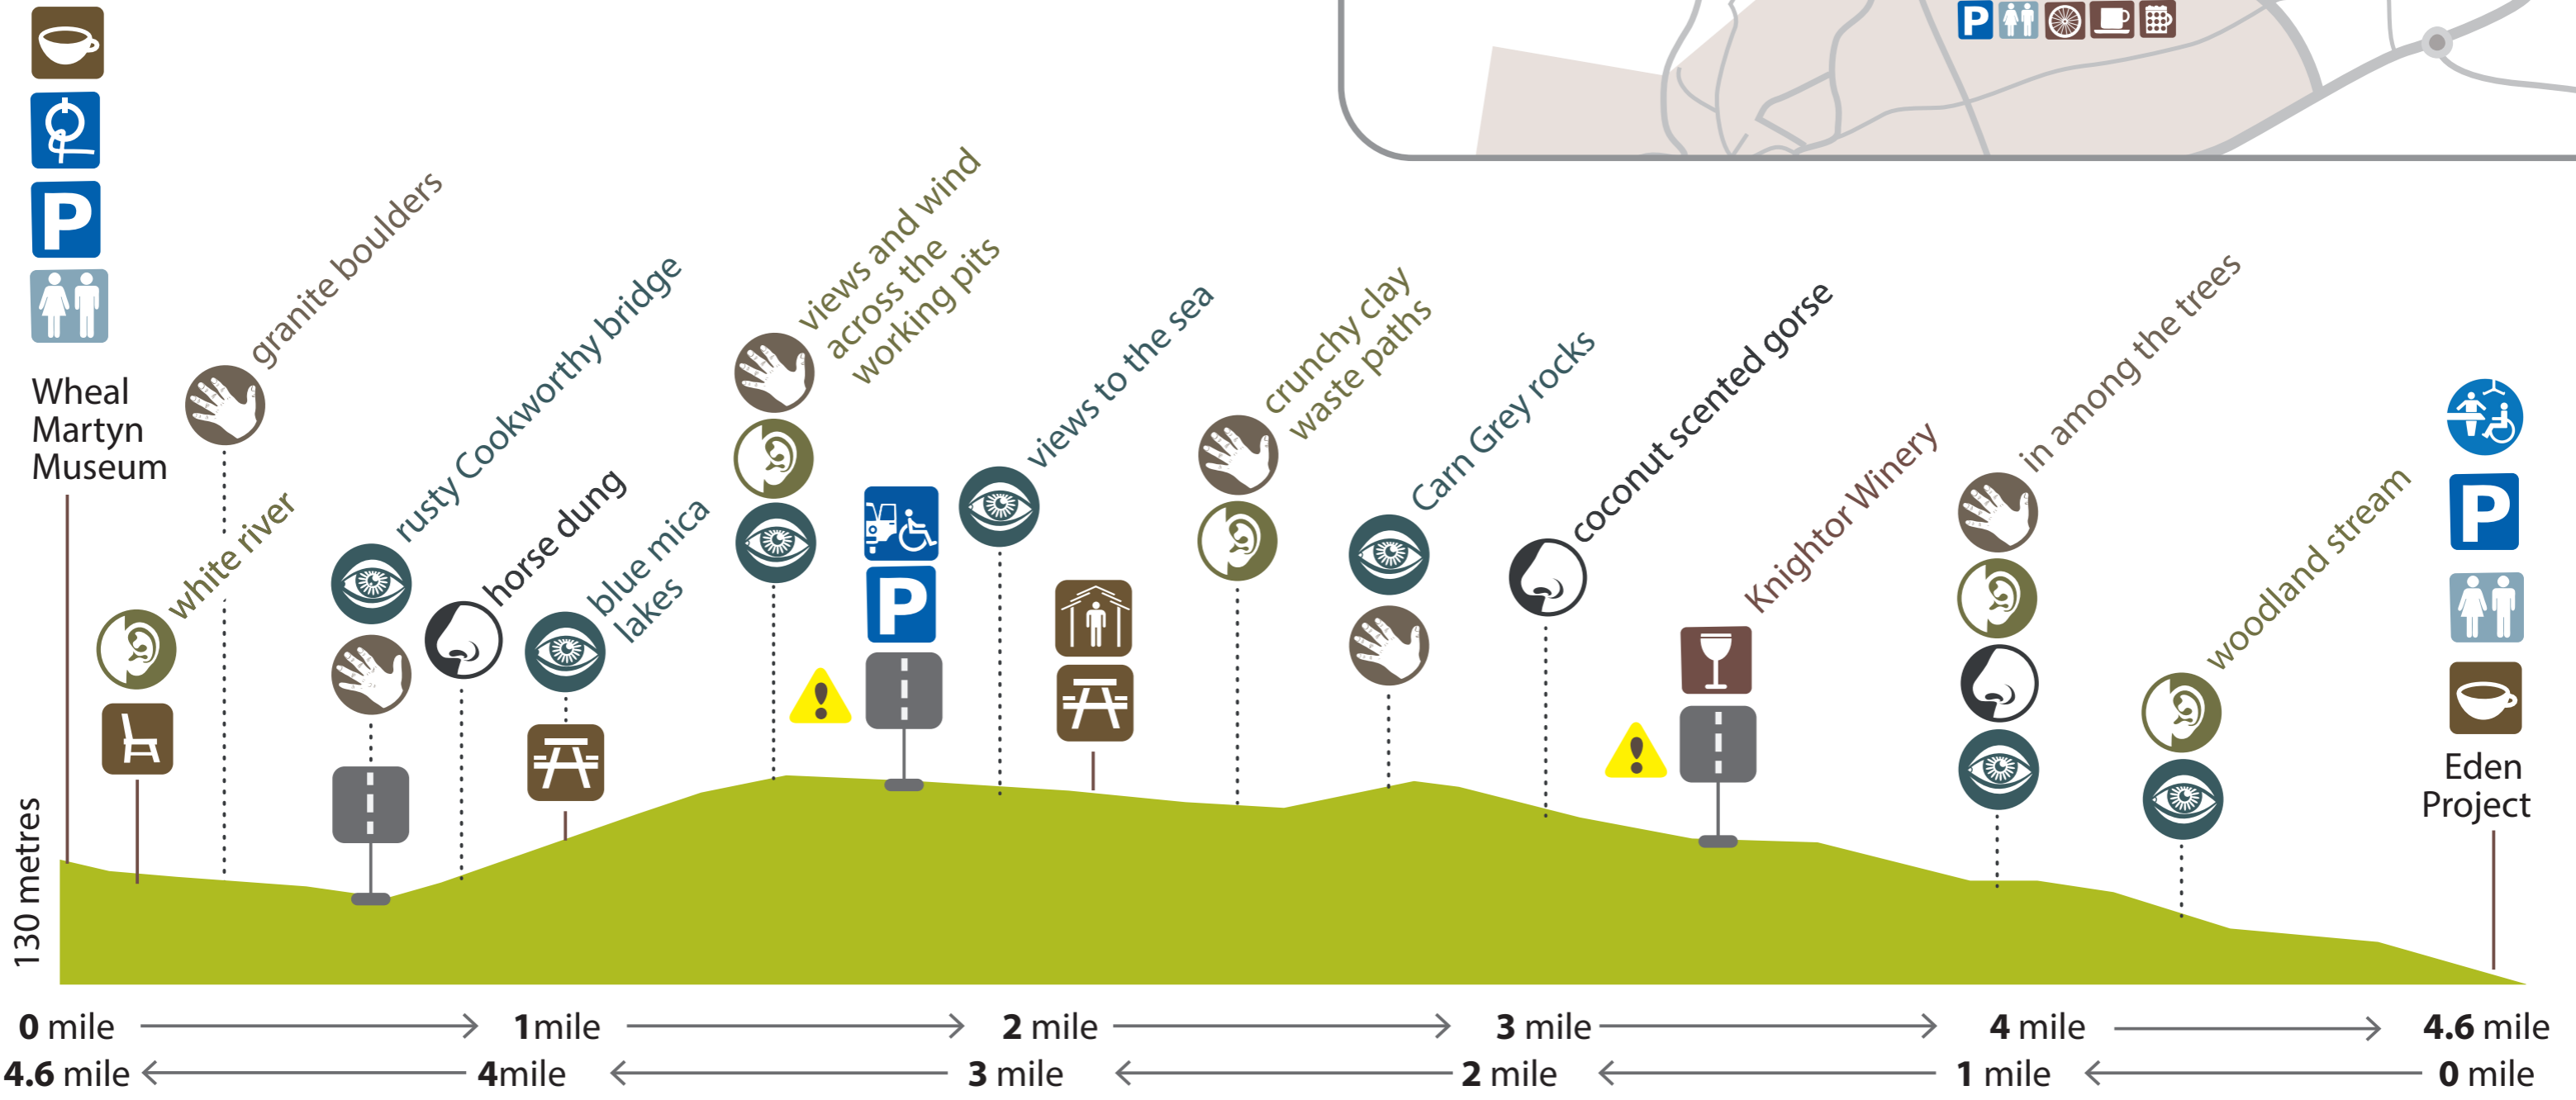 P
P
Wheal
Martyn
Museum
white river
granite boulders
rusty Cookworthy bridge
horse dung
blue mica
lakes
views and wind
across the
working pits
P
views to the sea
crunchy clay
waste paths
Carn Grey rocks
coconut scented gorse
Knightor Winery
in among the trees
woodland stream
P
Eden
Project
130 metres
0 mile 1mile 2 mile 3 mile 4 mile 4.6 mile
4.6 mile 4mile 3 mile 2 mile 1 mile 0 mile